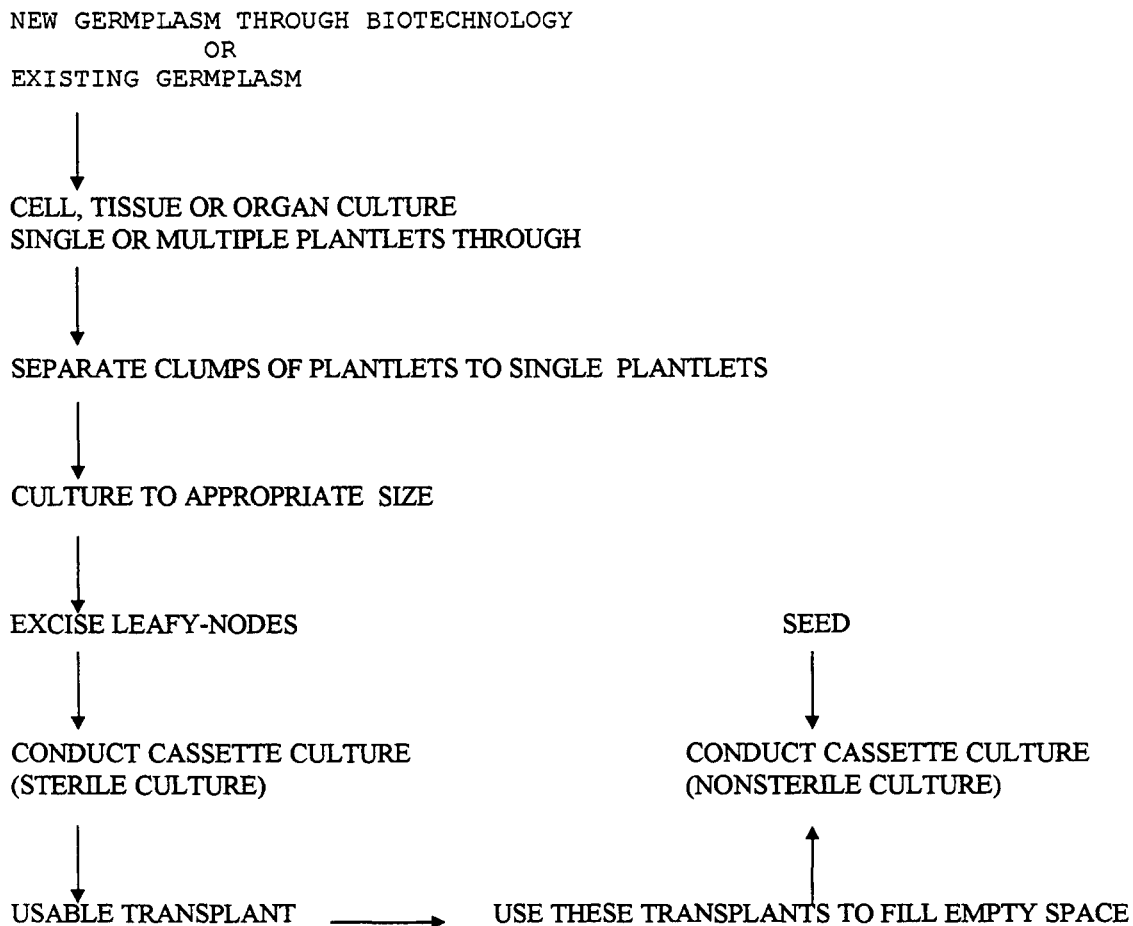 NEW GERMPLASM THROUGH BIOTECHNOLOGY
OR
EXISTING GERMPLASM
CELL, TISSUE OR ORGAN CULTURE
SINGLE OR MULTIPLE PLANTLETS THROUGH
SEPARATE CLUMPS OF PLANTLETS TO SINGLE PLANTLETS
CULTURE TO APPROPRIATE SIZE
EXCISE LEAFY-NODES
SEED
CONDUCT CASSETTE CULTURE
(STERILE CULTURE)
CONDUCT CASSETTE CULTURE
(NONSTERILE CULTURE)
USABLE TRANSPLANT
USE THESE TRANSPLANTS TO FILL EMPTY SPACE